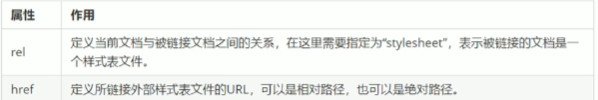 属性 作用
rel 定义当前文档与被链接文档之间的关系，在这里需要指定为“stylesheet”，表示被链接的文档是一
个样式表文件。
href 定义所链接外部样式表文件的URL，可以是相对路径，也可以是绝对路径。